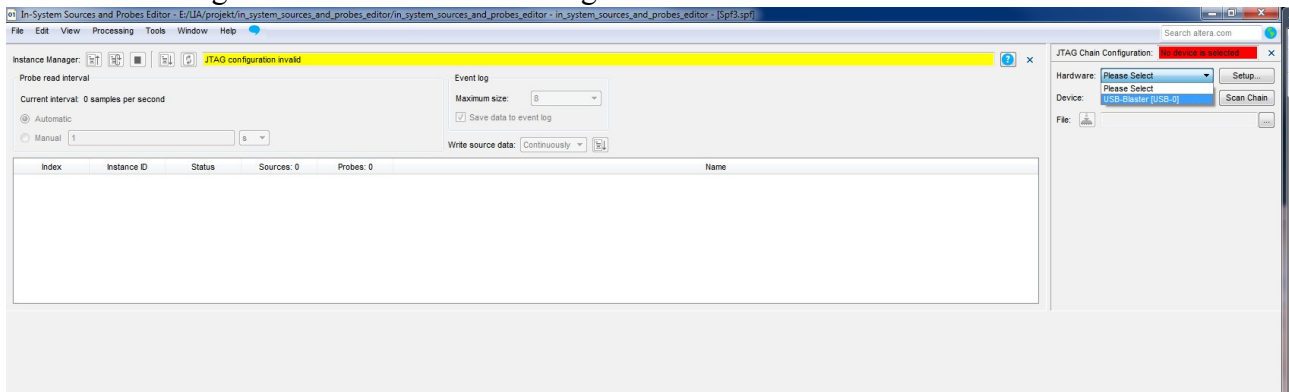 In-System Sources and Probes Editor - E:/LIA/projekt/in_system_sources_and_probes_editor/in_system_sources_and_probes_editor - in_system_sources_and_probes_editor - [Spf3.spf]
File Edit View Processing Tools Window Help
Search altera.com
Instance Manager: JTAG configuration invalid
JTAG Chain Configuration: No device is selected
Probe read interval
Event log
Hardware: Please Select Setup...
Please Select
USB-Blaster [USB-0]
Current interval: 0 samples per second
Maximum size: 8
Device: Scan Chain
Automatic
Save data to event log
File: ...
Manual 1 s
Write source data: Continuously
Index Instance ID Status Sources: 0 Probes: 0 Name